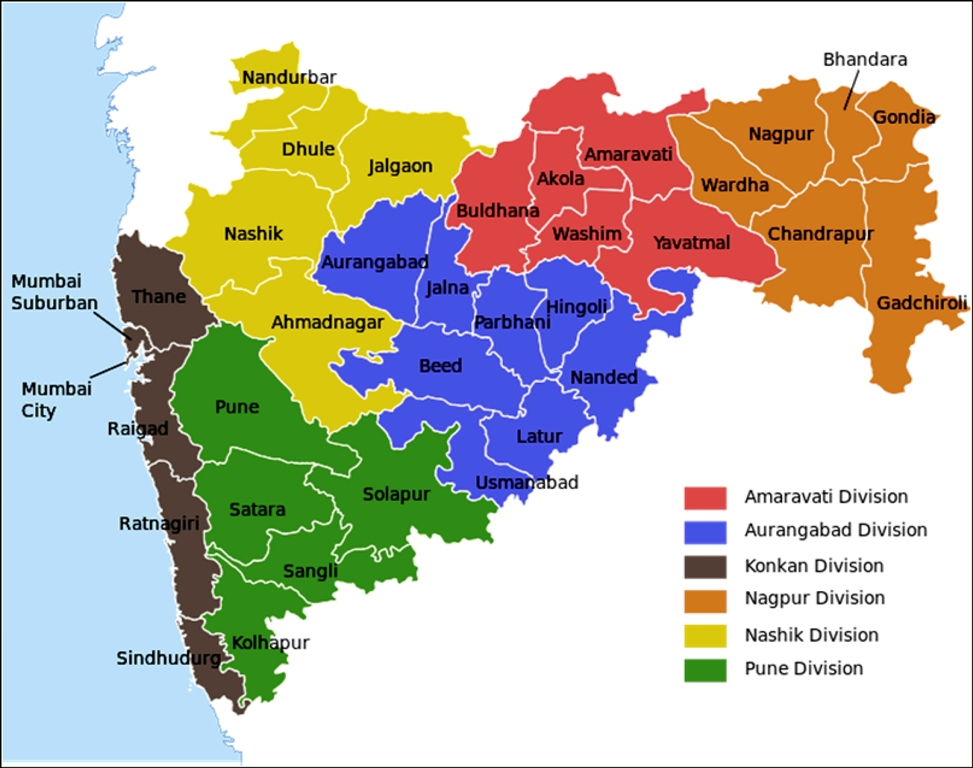 Nandurbar
Bhandara
Gondia
Nagpur
Dhule
Jalgaon
Amaravati
Akola
Wardha
Buldhana
Nashik
Washim
Yavatmal
Chandrapur
Aurangabad
Mumbai
Suburban
Thane
Jalna
Hingoli
Gadchiroli
Ahmadnagar
Parbhani
Beed
Nanded
Mumbai
City
Pune
Raigad
Latur
Usmanabad
Solapur
Satara
Ratnagiri
Sangli
Kolhapur
Sindhudurg
Amaravati Division
Aurangabad Division
Konkan Division
Nagpur Division
Nashik Division
Pune Division